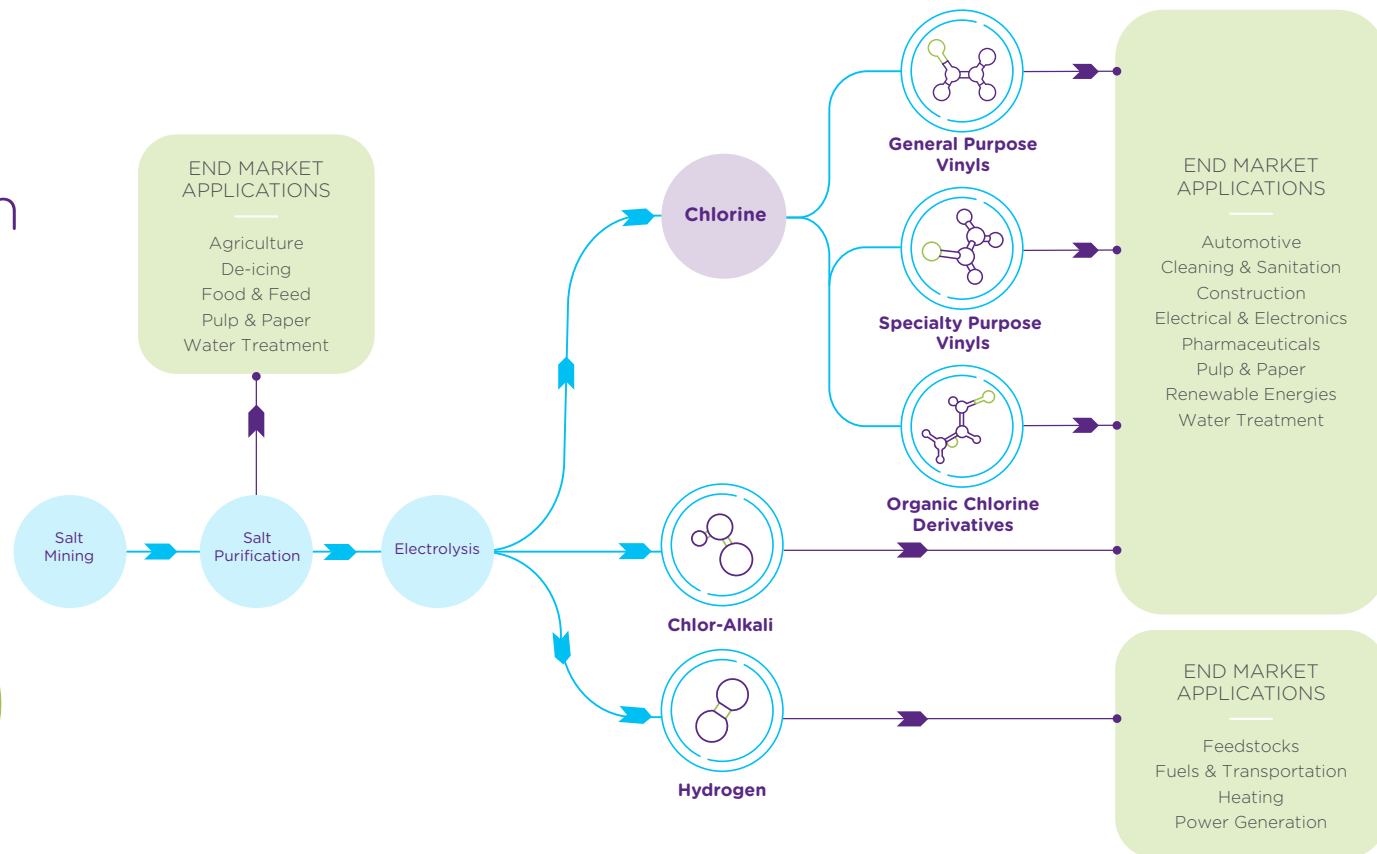 END MARKET
APPLICATIONS
Agriculture
De-icing
Food & Feed
Pulp & Paper
Water Treatment
Salt
Mining
Salt
Purification
Electrolysis
Chlorine
General Purpose
Vinyls
Specialty Purpose
Vinyls
Organic Chlorine
Derivatives
Chlor-Alkali
Hydrogen
END MARKET
APPLICATIONS
Automotive
Cleaning & Sanitation
Construction
Electrical & Electronics
Pharmaceuticals
Pulp & Paper
Renewable Energies
Water Treatment
END MARKET
APPLICATIONS
Feedstocks
Fuels & Transportation
Heating
Power Generation